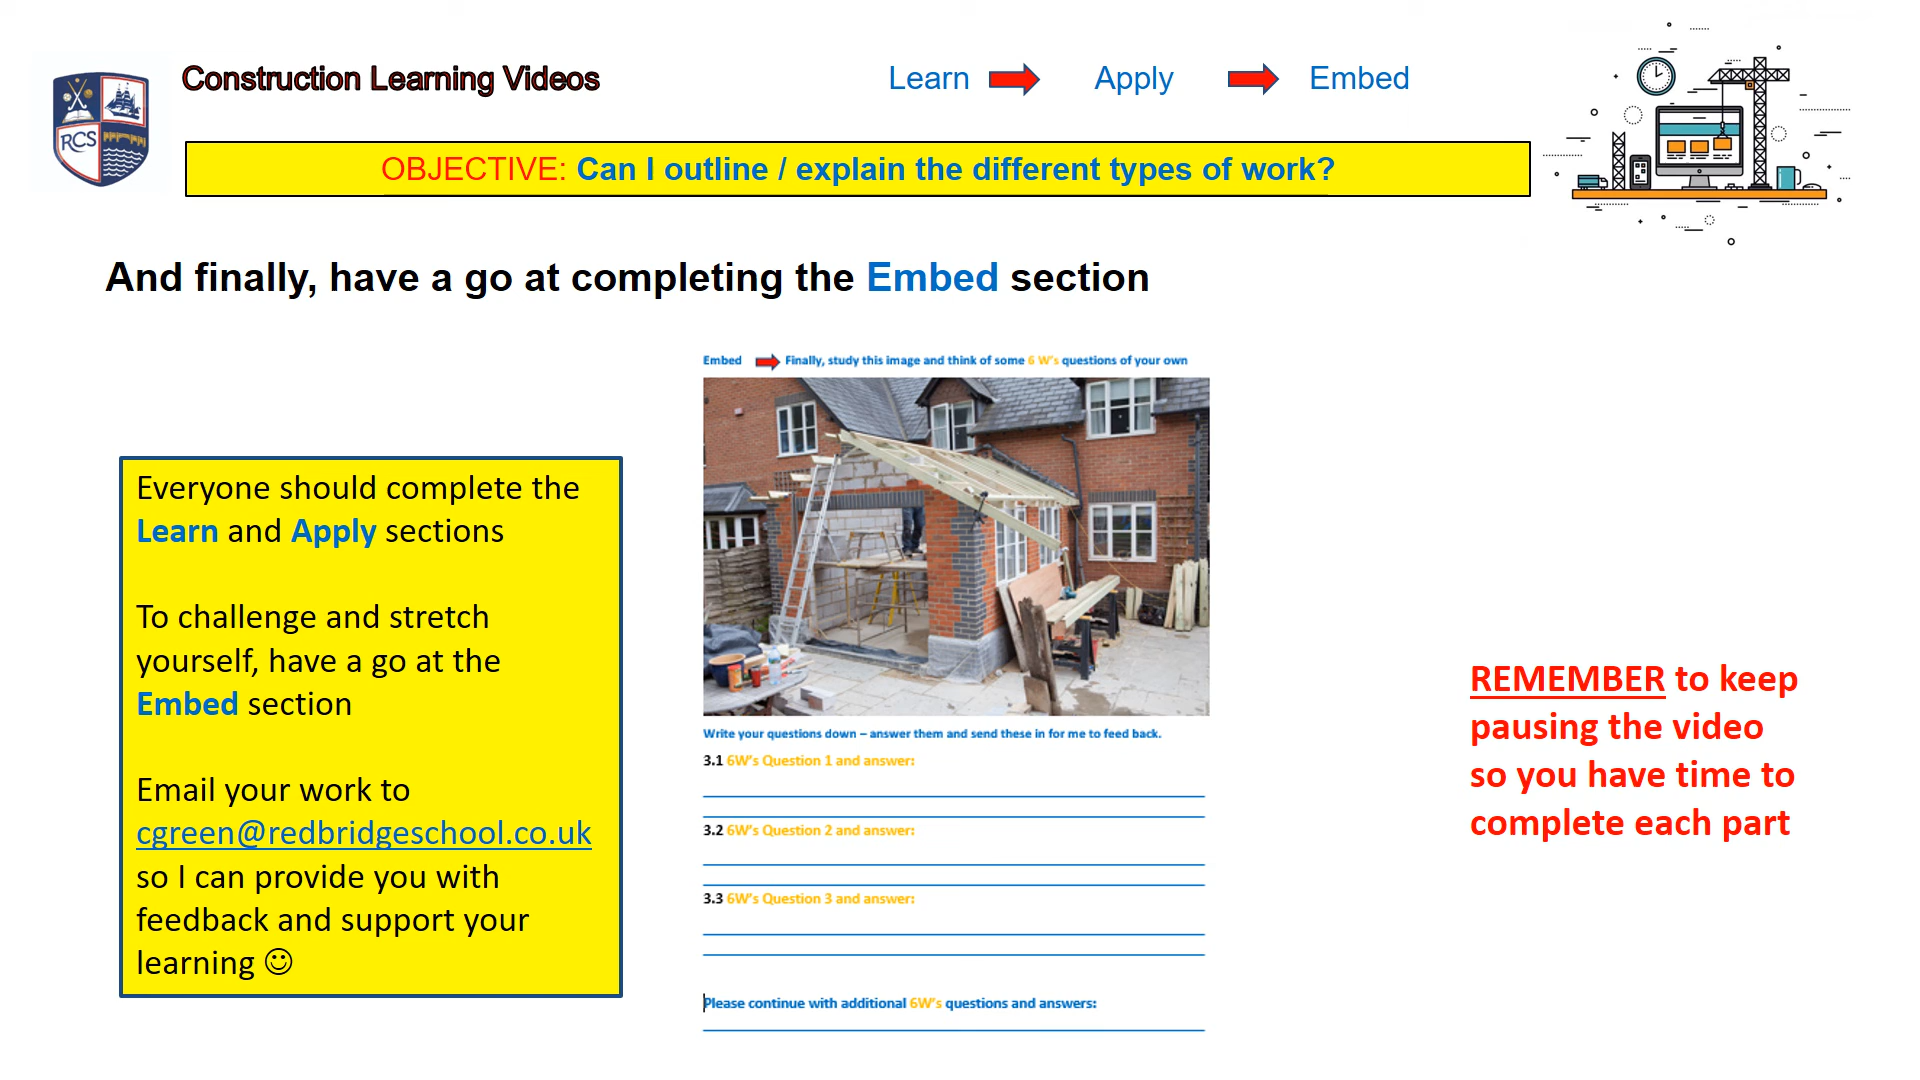 RCS
Construction Learning Videos
Learn Apply Embed
OBJECTIVE: Can I outline / explain the different types of work?
And finally, have a go at completing the Embed section
Everyone should complete the
Learn and Apply sections
To challenge and stretch
yourself, have a go at the
Embed section
Email your work to
cgreen@redbridgeschool.co.uk
so I can provide you with
feedback and support your
learning ☺
Embed Finally, study this image and think of some 6 W's questions of your own
Write your questions down – answer them and send these in for me to feed back.
3.1 6W's Question 1 and answer:
3.2 6W's Question 2 and answer:
3.3 6W's Question 3 and answer:
Please continue with additional 6W's questions and answers:
REMEMBER to keep
pausing the video
so you have time to
complete each part